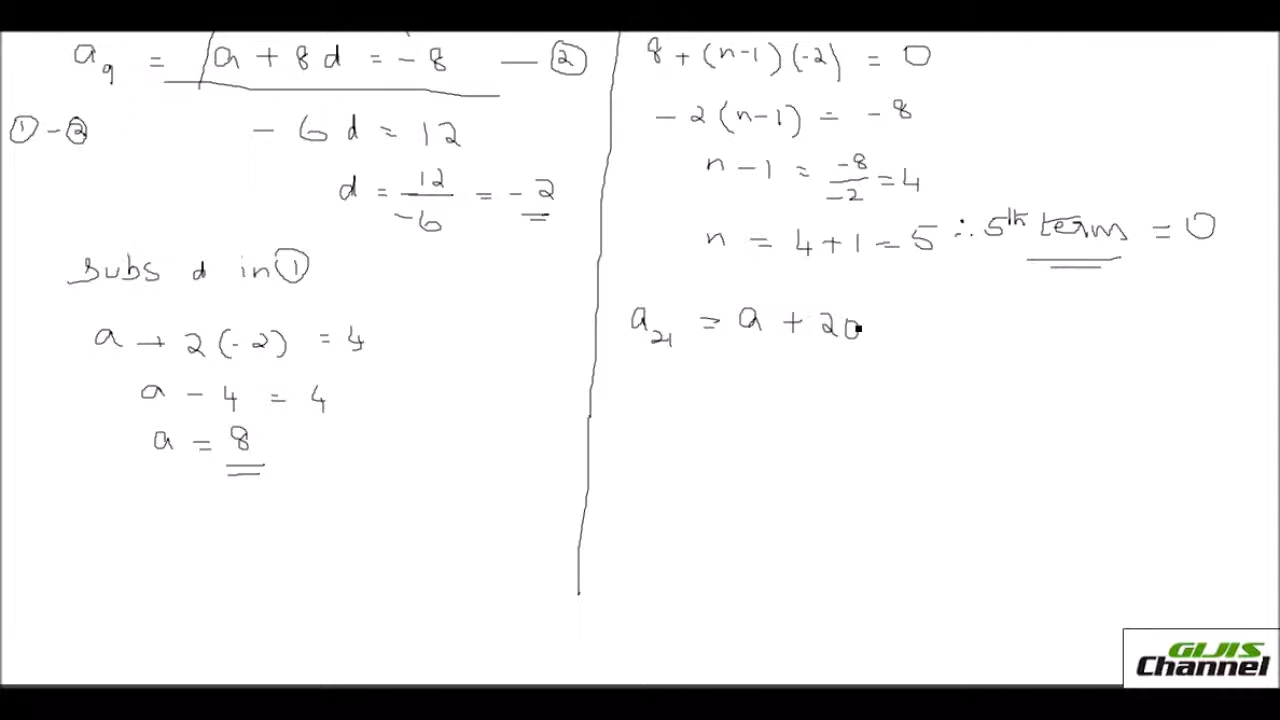 a₉ = a + 8d = -8 — ②
① - ② - 6d = 12
d = 12/-6 = -2
subs d in ①
a + 2(-2) = 4
a - 4 = 4
a = 8
8 + (n-1)(-2) = 0
-2(n-1) = -8
n - 1 = -8/-2 = 4
n = 4 + 1 = 5 ∴ 5th term = 0
a₂₁ = a + 20
GIJIS
Channel